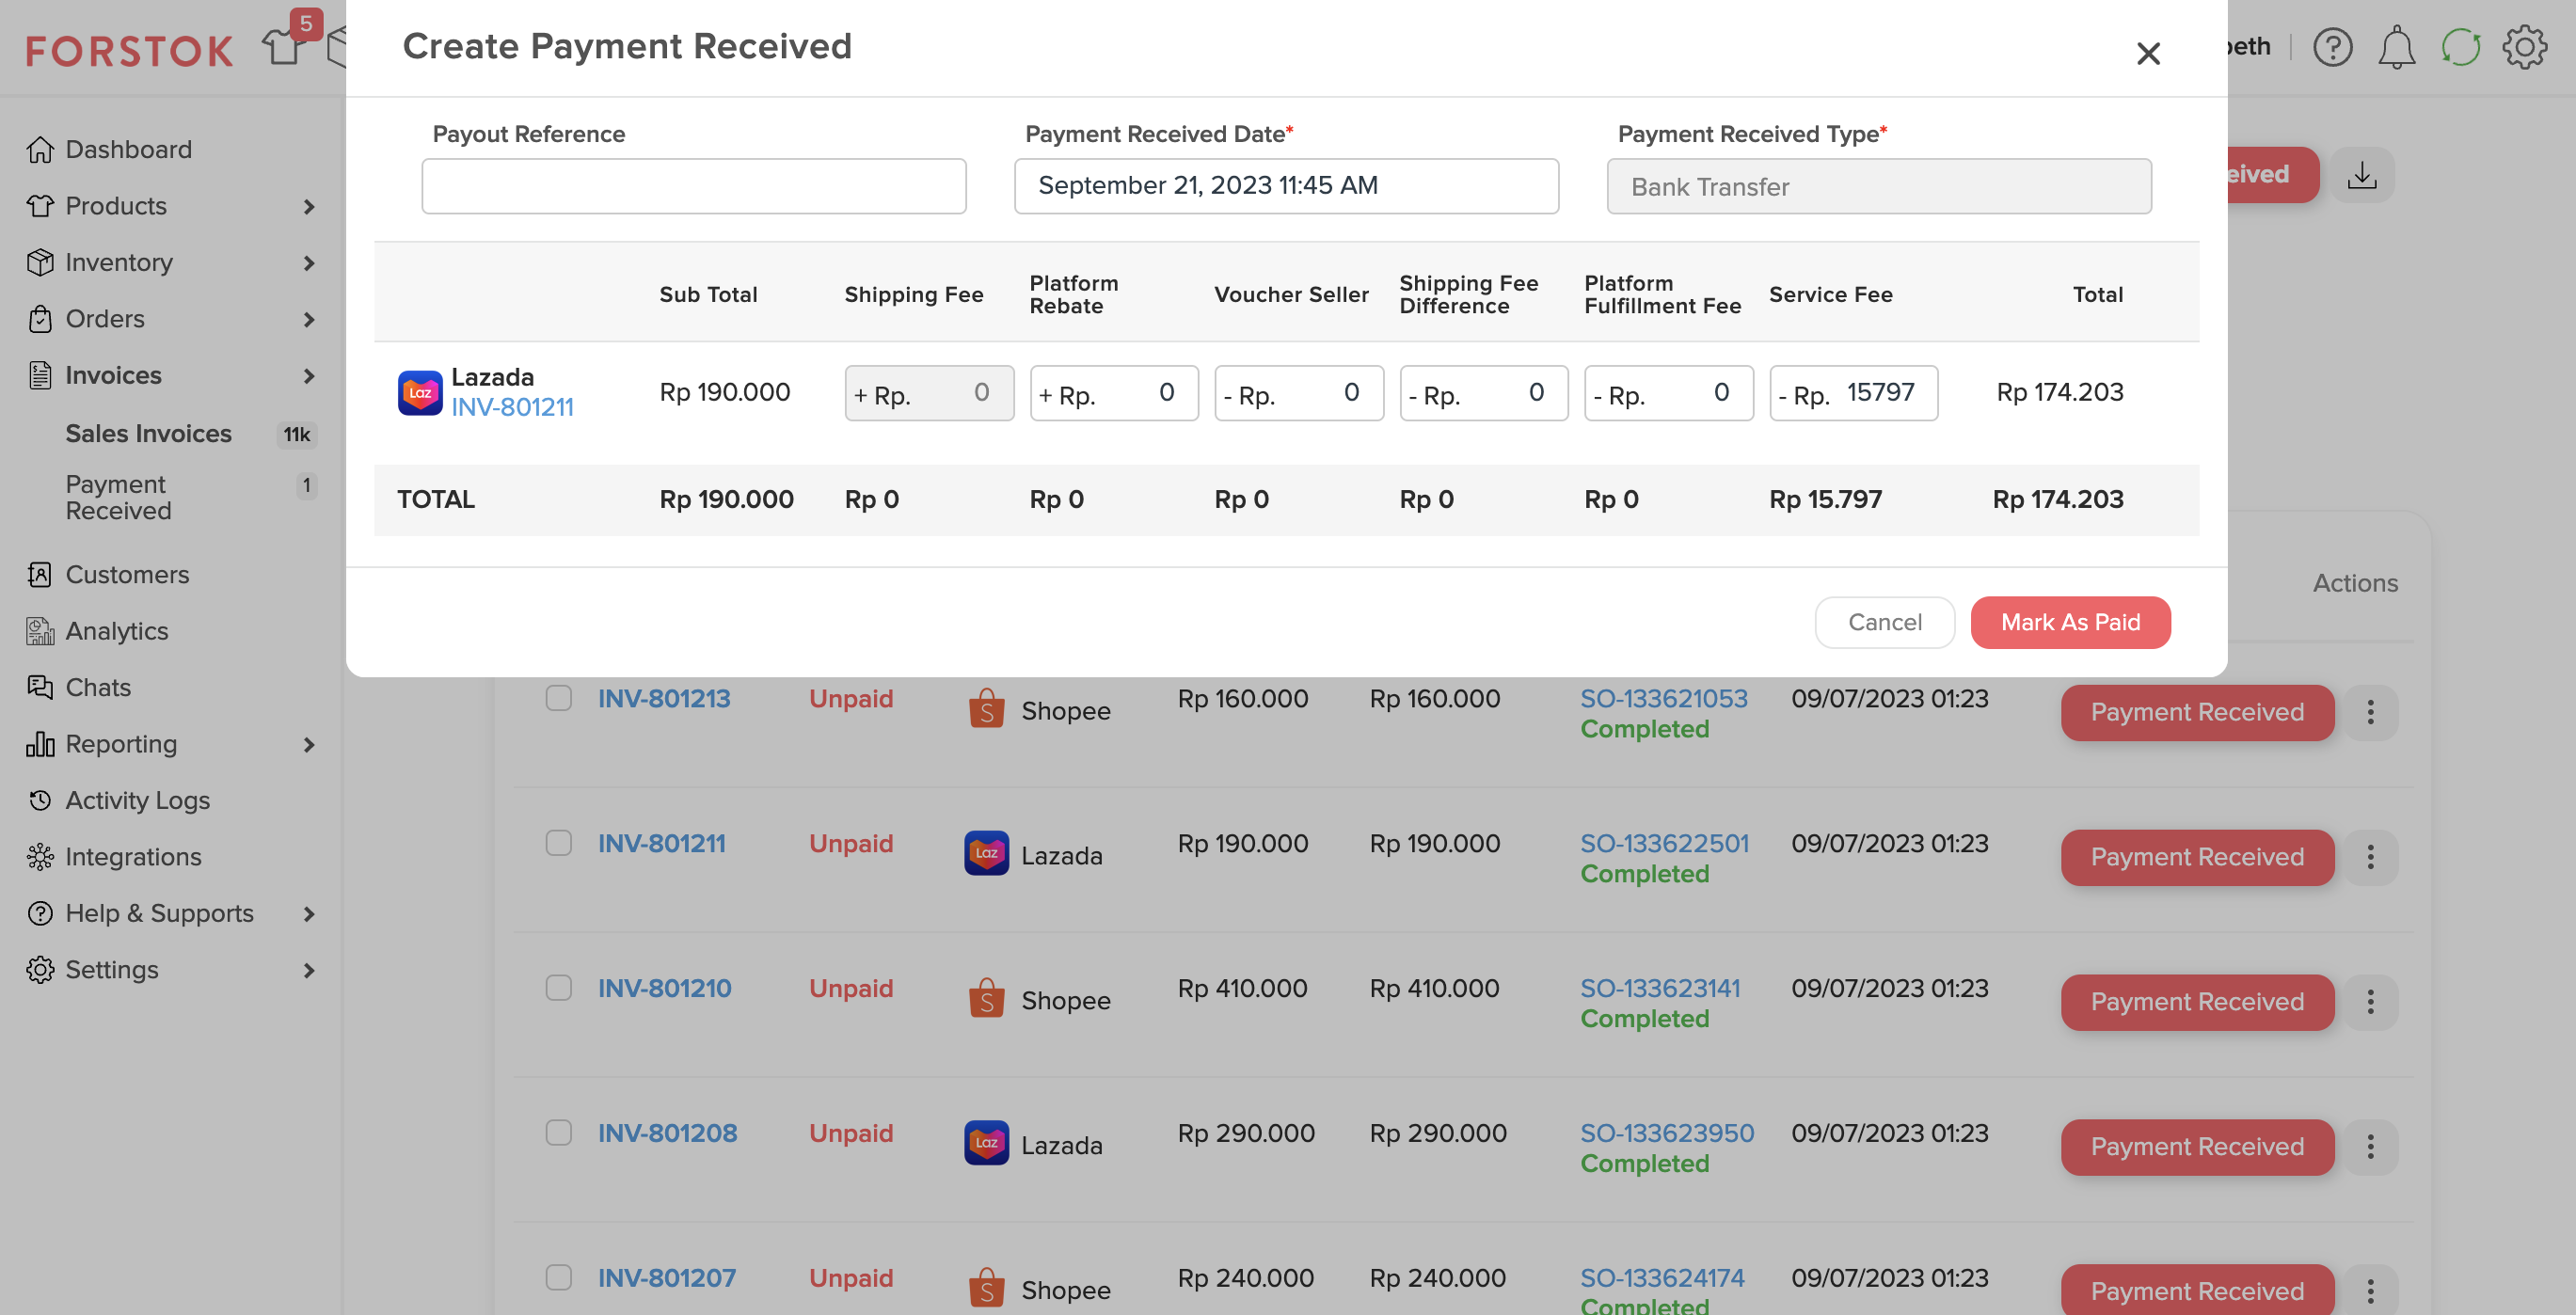 FORSTOK
5
Create Payment Received
Payout Reference
Payment Received Date*
September 21, 2023 11:45 AM
Payment Received Type*
Bank Transfer
Sub Total
Shipping Fee
Platform
Rebate
Voucher Seller
Shipping Fee
Difference
Platform
Fulfillment Fee
Service Fee
Total
Laz
Lazada
INV-801211
Rp 190.000
+ Rp. 0
+ Rp. 0
- Rp. 0
- Rp. 0
- Rp. 0
- Rp. 15797
Rp 174.203
TOTAL
Rp 190.000
Rp 0
Rp 0
Rp 0
Rp 0
Rp 0
Rp 15.797
Rp 174.203
Cancel
Mark As Paid
Dashboard
Products
Inventory
Orders
Invoices
Sales Invoices 11k
Payment
Received
1
Customers
Analytics
Chats
Reporting
Activity Logs
Integrations
Help & Supports
Settings
Actions
INV-801213 Unpaid Shopee Rp 160.000 Rp 160.000 SO-133621053 09/07/2023 01:23 Payment Received
Completed
INV-801211 Unpaid Laz Lazada Rp 190.000 Rp 190.000 SO-133622501 09/07/2023 01:23 Payment Received
Completed
INV-801210 Unpaid Shopee Rp 410.000 Rp 410.000 SO-133623141 09/07/2023 01:23 Payment Received
Completed
INV-801208 Unpaid Laz Lazada Rp 290.000 Rp 290.000 SO-133623950 09/07/2023 01:23 Payment Received
Completed
INV-801207 Unpaid Shopee Rp 240.000 Rp 240.000 SO-133624174 09/07/2023 01:23 Payment Received
Completed